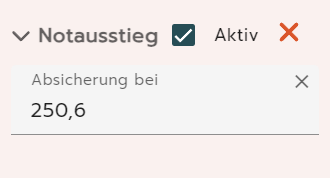 Notausstieg Aktiv
Absicherung bei
250,6